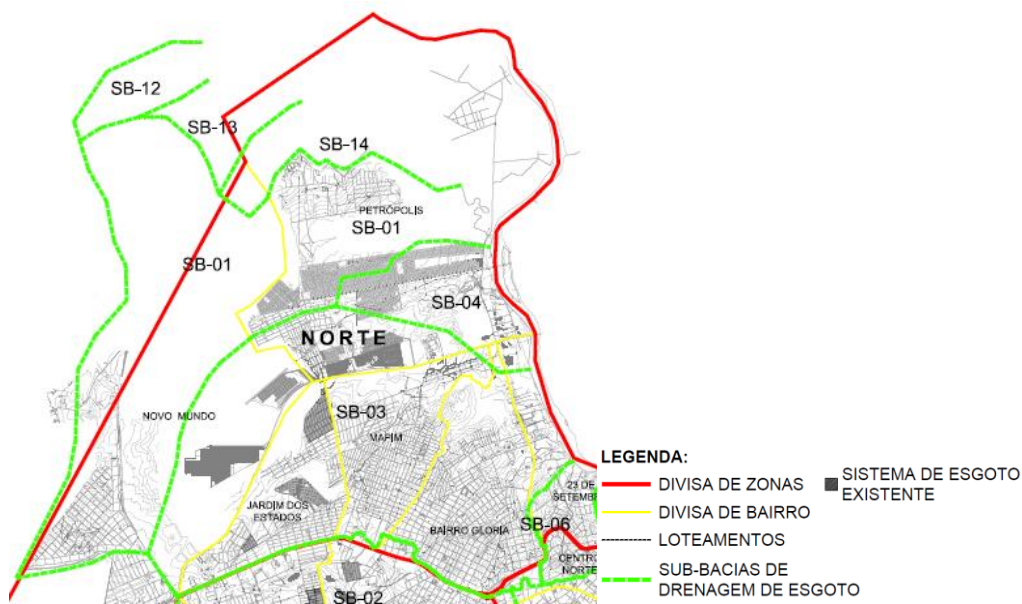 SB-12
SB-13
SB-14
PETRÓPOLIS
SB-01
SB-01
SB-04
NORTE
NOVO MUNDO
SB-03
MAPIM
JARDIM DOS
ESTADOS
BAIRRO GLORIA
23 DE
SETEMBR
SB-06
CENTRO
NORTE
SB-02
LEGENDA:
DIVISA DE ZONAS
DIVISA DE BAIRRO
LOTEAMENTOS
SUB-BACIAS DE
DRENAGEM DE ESGOTO
SISTEMA DE ESGOTO
EXISTENTE